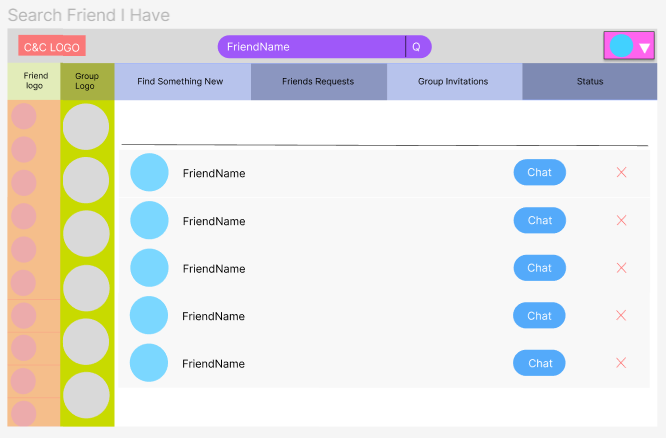 Search Friend I Have
C&C LOGO
FriendName
Q
Friend
logo
Group
Logo
Find Something New
Friends Requests
Group Invitations
Status
FriendName
Chat
FriendName
Chat
FriendName
Chat
FriendName
Chat
FriendName
Chat